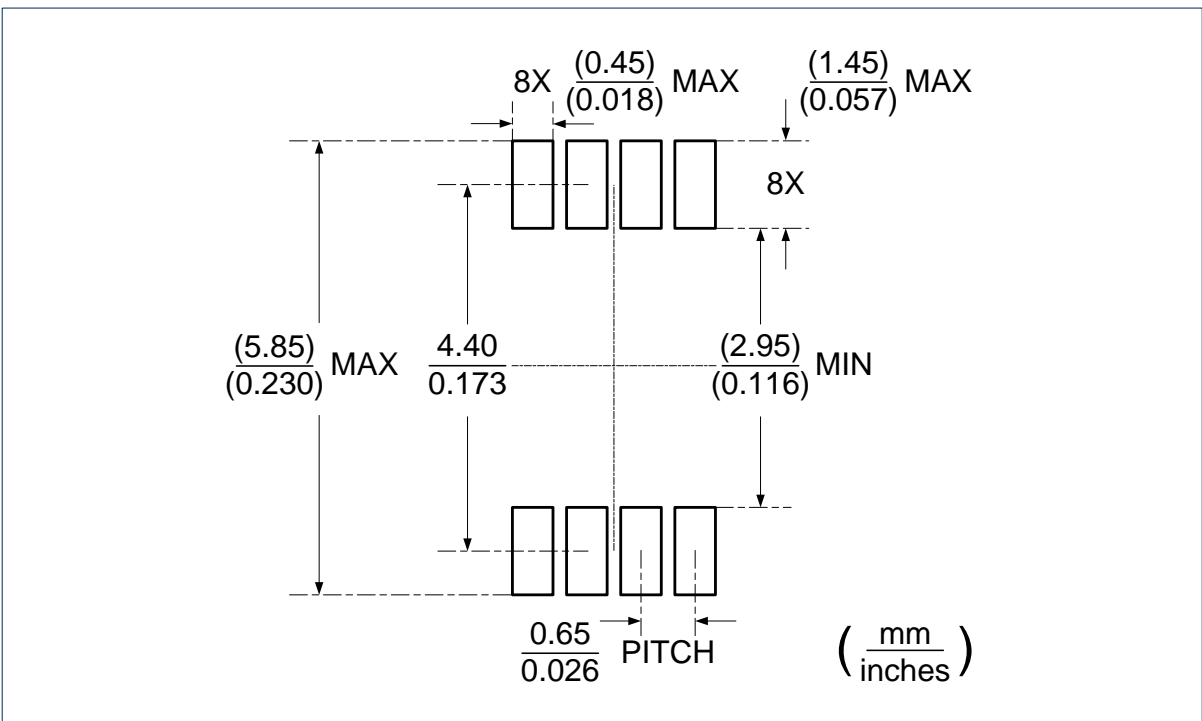 8X (0.45) MAX
(0.018)
(1.45) MAX
(0.057)
8X
(5.85) MAX
(0.230)
4.40
0.173
(2.95) MIN
(0.116)
0.65 PITCH
0.026
(mm
inches)